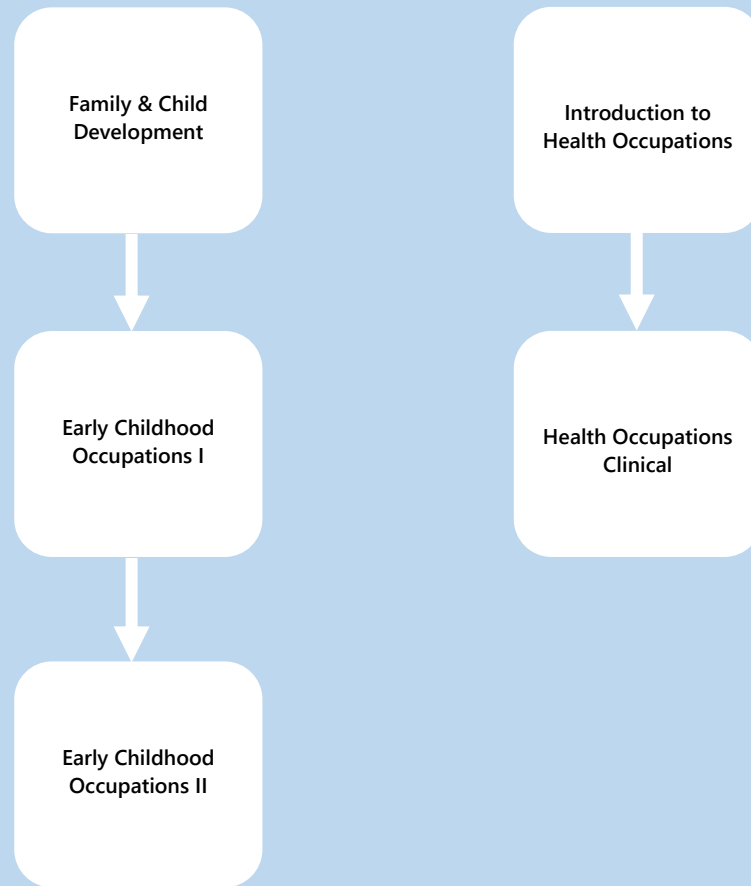 Family & Child
Development
Early Childhood
Occupations I
Early Childhood
Occupations II
Introduction to
Health Occupations
Health Occupations
Clinical